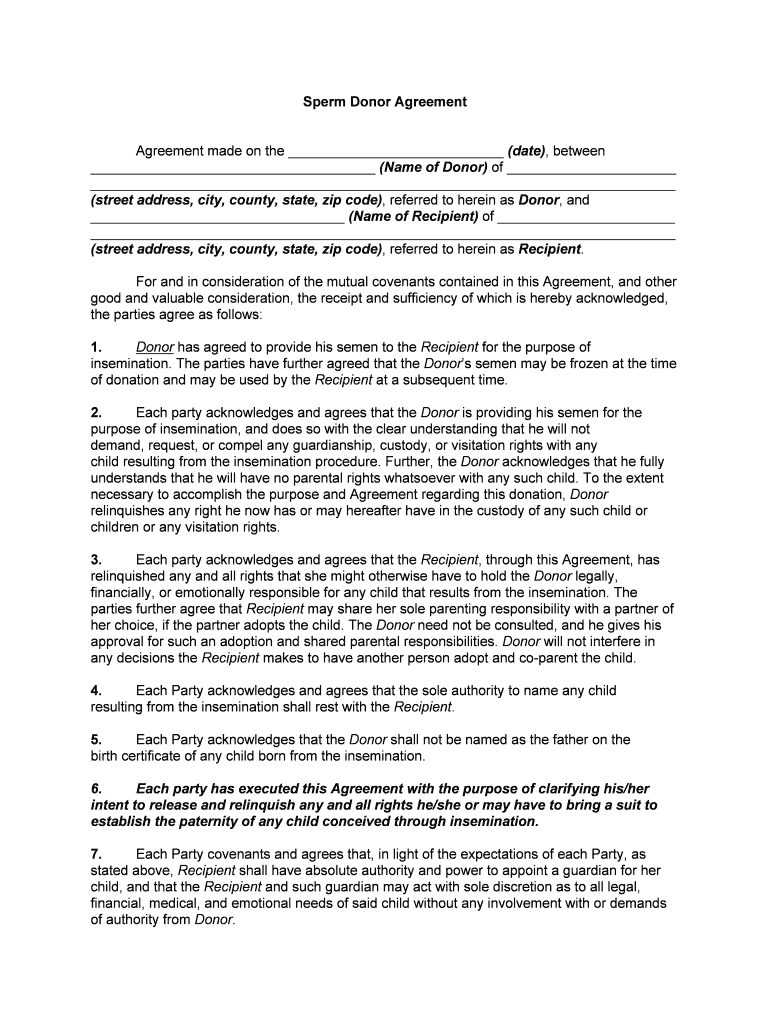 Sperm Donor Agreement
Agreement made on the ____________________________ (date), between
_____________________________________ (Name of Donor) of ______________________
____________________________________________________________________________
(street address, city, county, state, zip code), referred to herein as Donor, and
_________________________________ (Name of Recipient) of _______________________
____________________________________________________________________________
(street address, city, county, state, zip code), referred to herein as Recipient.
For and in consideration of the mutual covenants contained in this Agreement, and other
good and valuable consideration, the receipt and sufficiency of which is hereby acknowledged,
the parties agree as follows:
1. Donor has agreed to provide his semen to the Recipient for the purpose of
insemination. The parties have further agreed that the Donor's semen may be frozen at the time
of donation and may be used by the Recipient at a subsequent time.
2. Each party acknowledges and agrees that the Donor is providing his semen for the
purpose of insemination, and does so with the clear understanding that he will not
demand, request, or compel any guardianship, custody, or visitation rights with any
child resulting from the insemination procedure. Further, the Donor acknowledges that he fully
understands that he will have no parental rights whatsoever with any such child. To the extent
necessary to accomplish the purpose and Agreement regarding this donation, Donor
relinquishes any right he now has or may hereafter have in the custody of any such child or
children or any visitation rights.
3. Each party acknowledges and agrees that the Recipient, through this Agreement, has
relinquished any and all rights that she might otherwise have to hold the Donor legally,
financially, or emotionally responsible for any child that results from the insemination. The
parties further agree that Recipient may share her sole parenting responsibility with a partner of
her choice, if the partner adopts the child. The Donor need not be consulted, and he gives his
approval for such an adoption and shared parental responsibilities. Donor will not interfere in
any decisions the Recipient makes to have another person adopt and co-parent the child.
4. Each Party acknowledges and agrees that the sole authority to name any child
resulting from the insemination shall rest with the Recipient.
5. Each Party acknowledges that the Donor shall not be named as the father on the
birth certificate of any child born from the insemination.
6. Each party has executed this Agreement with the purpose of clarifying his/her
intent to release and relinquish any and all rights he/she or may have to bring a suit to
establish the paternity of any child conceived through insemination.
7. Each Party covenants and agrees that, in light of the expectations of each Party, as
stated above, Recipient shall have absolute authority and power to appoint a guardian for her
child, and that the Recipient and such guardian may act with sole discretion as to all legal,
financial, medical, and emotional needs of said child without any involvement with or demands
of authority from Donor.